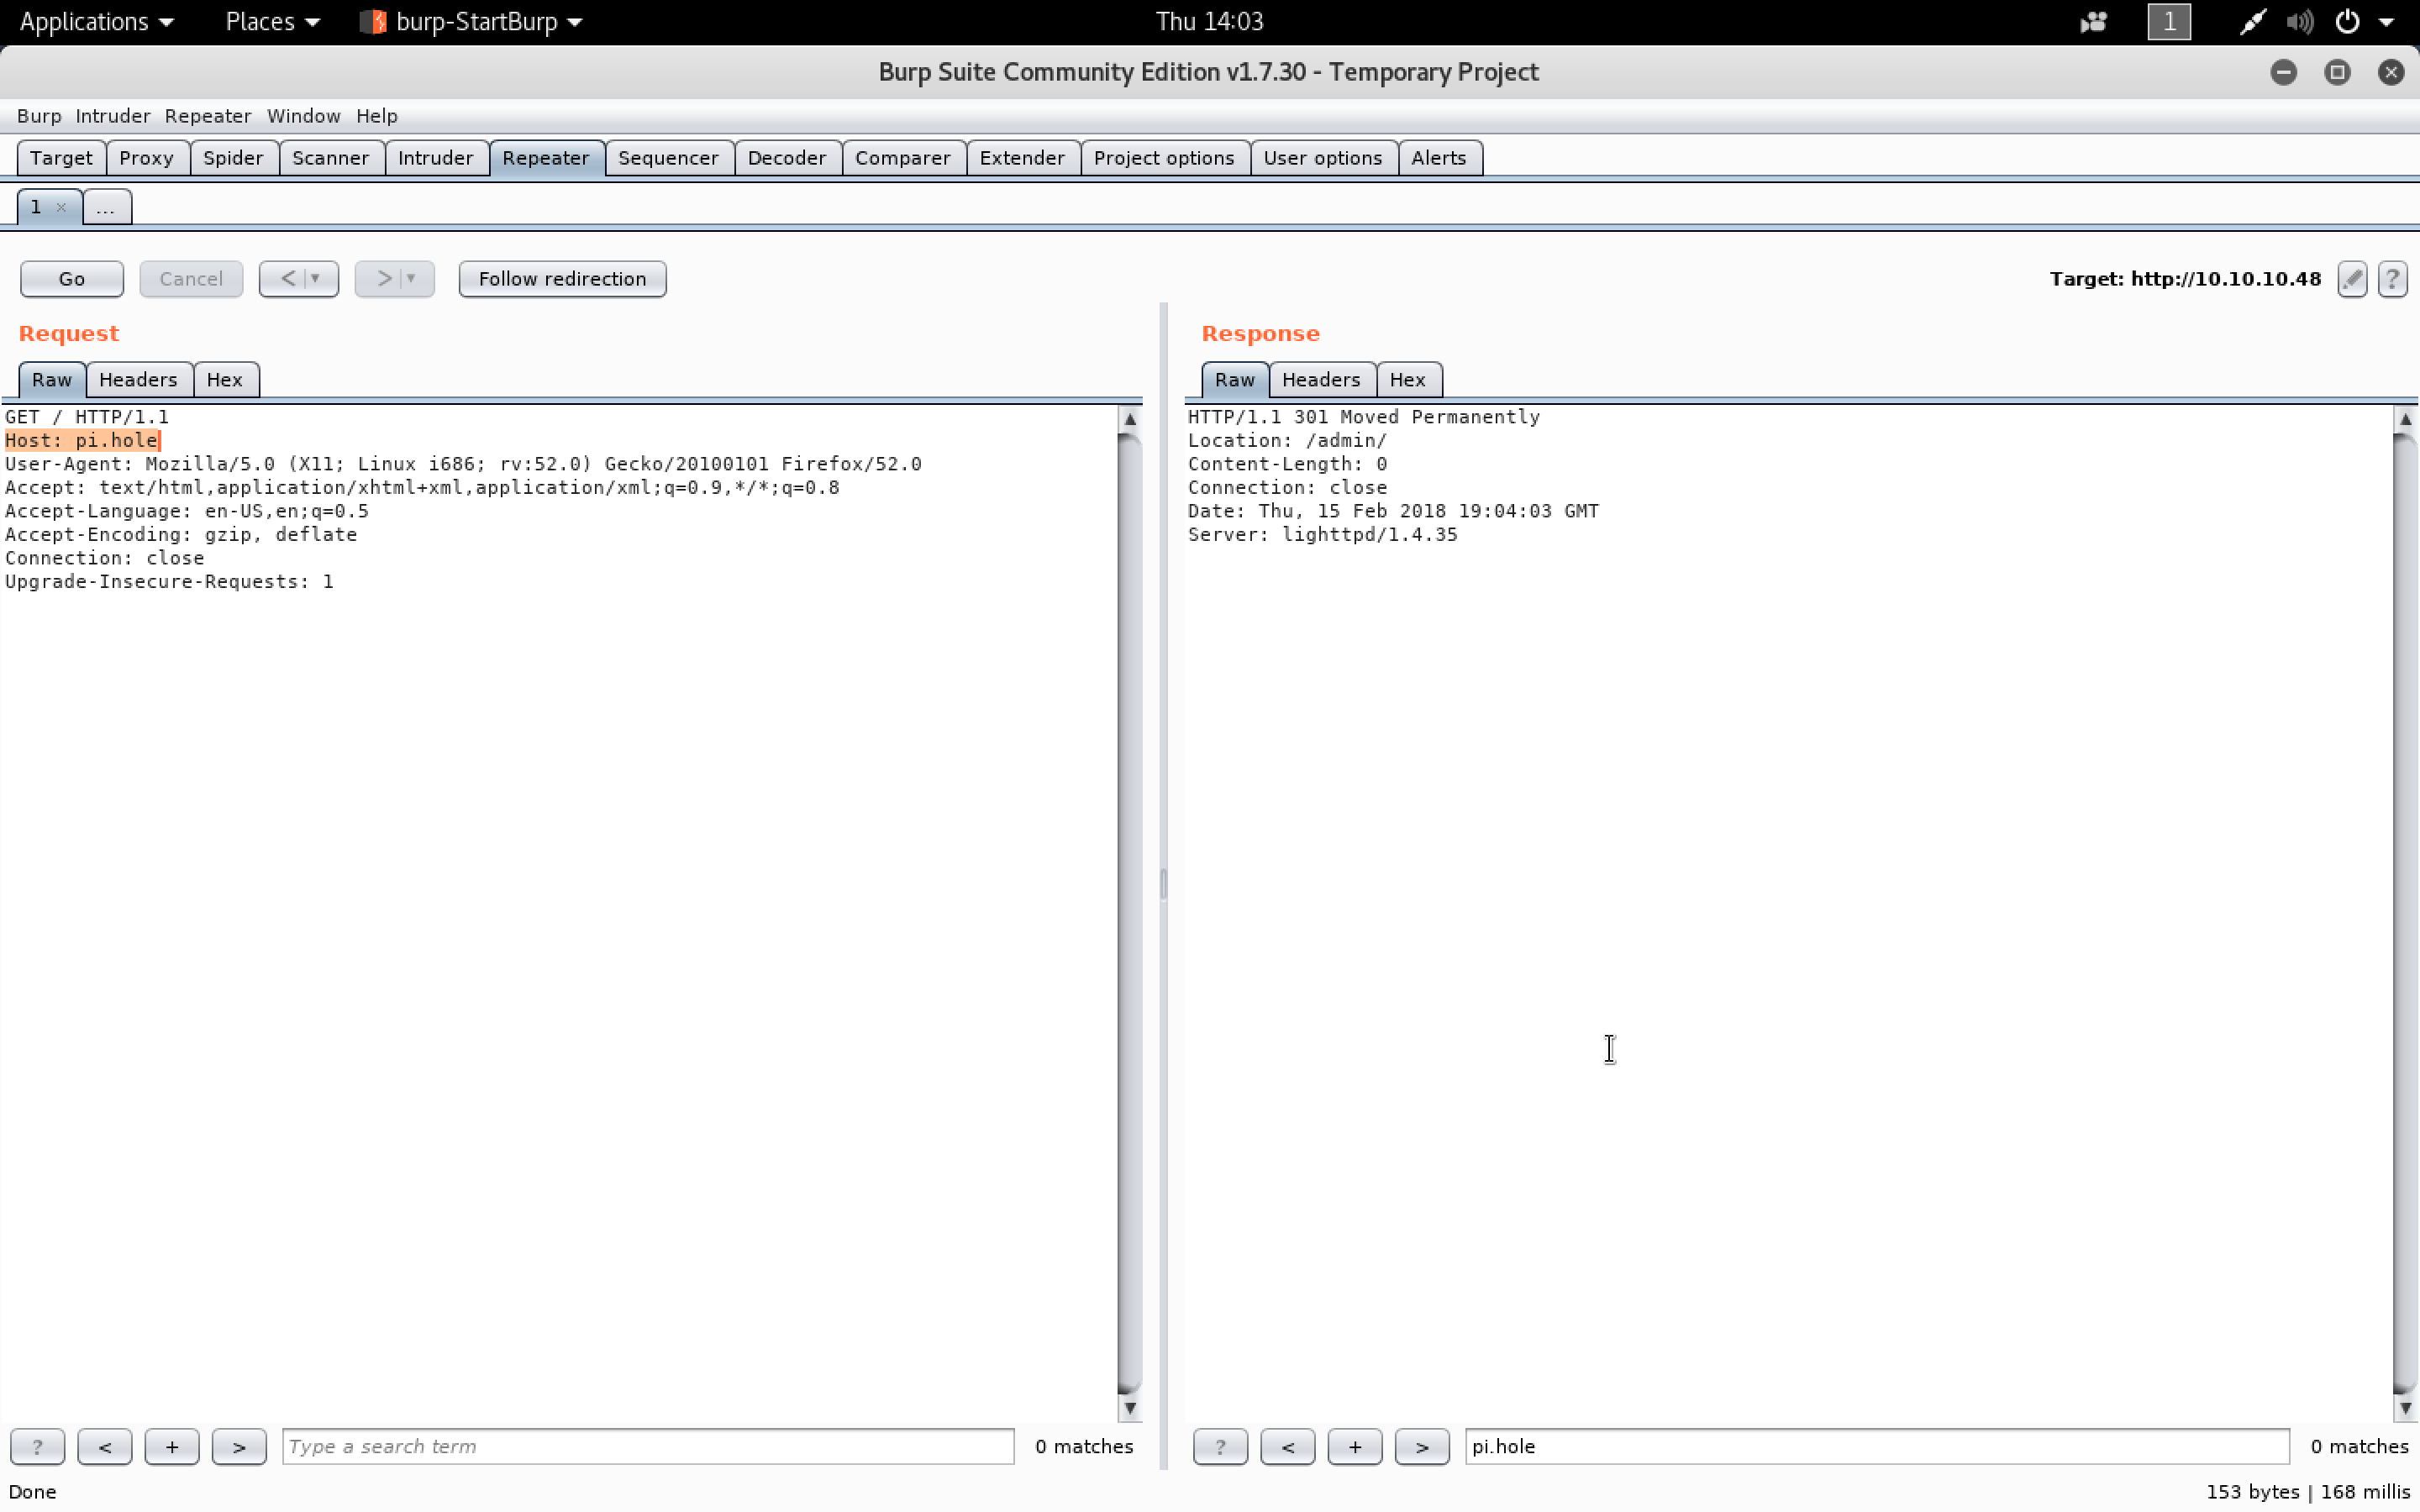 Applications Places burp-StartBurp Thu 14:03 1
Burp Suite Community Edition v1.7.30 - Temporary Project
Burp Intruder Repeater Window Help
Target Proxy Spider Scanner Intruder Repeater Sequencer Decoder Comparer Extender Project options User options Alerts
1 × ...
Go Cancel < > Follow redirection Target: http://10.10.10.48 ?
Request
Raw Headers Hex
GET / HTTP/1.1
Host: pi.hole
User-Agent: Mozilla/5.0 (X11; Linux i686; rv:52.0) Gecko/20100101 Firefox/52.0
Accept: text/html,application/xhtml+xml,application/xml;q=0.9,*/*;q=0.8
Accept-Language: en-US,en;q=0.5
Accept-Encoding: gzip, deflate
Connection: close
Upgrade-Insecure-Requests: 1
? < + > Type a search term 0 matches
Response
Raw Headers Hex
HTTP/1.1 301 Moved Permanently
Location: /admin/
Content-Length: 0
Connection: close
Date: Thu, 15 Feb 2018 19:04:03 GMT
Server: lighttpd/1.4.35
? < + > pi.hole 0 matches
Done 153 bytes | 168 millis